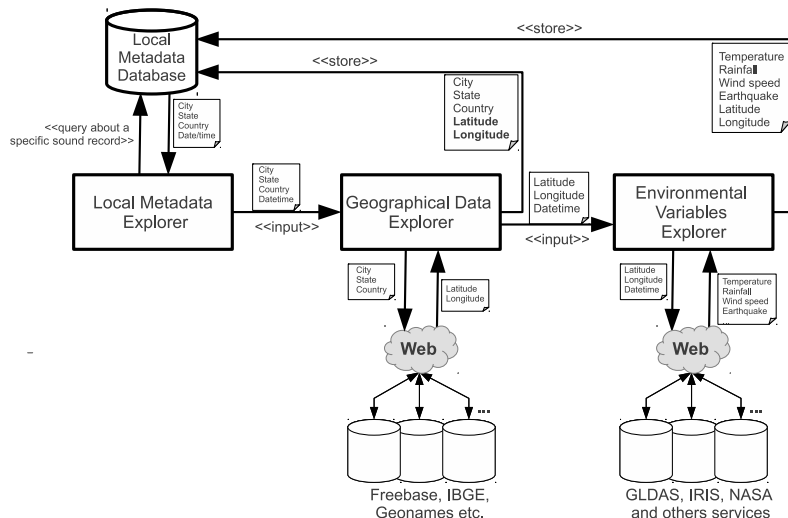 Local
Metadata
Database
<<store>>
<<store>>
City
State
Country
Latitude
Longitude
Temperature
Rainfall
Wind speed
Earthquake
Latitude
Longitude
<<query about a
specific sound record>>
City
State
Country
Date/time
Local Metadata
Explorer
City
State
Country
Datetime
<<input>>
Geographical Data
Explorer
Latitude
Longitude
Datetime
<<input>>
Environmental
Variables
Explorer
City
State
Country
Latitude
Longitude
Latitude
Longitude
Datetime
Temperature
Rainfall
Wind speed
Earthquake
...
Web
Web
...
...
Freebase, IBGE,
Geonames etc.
GLDAS, IRIS, NASA
and others services